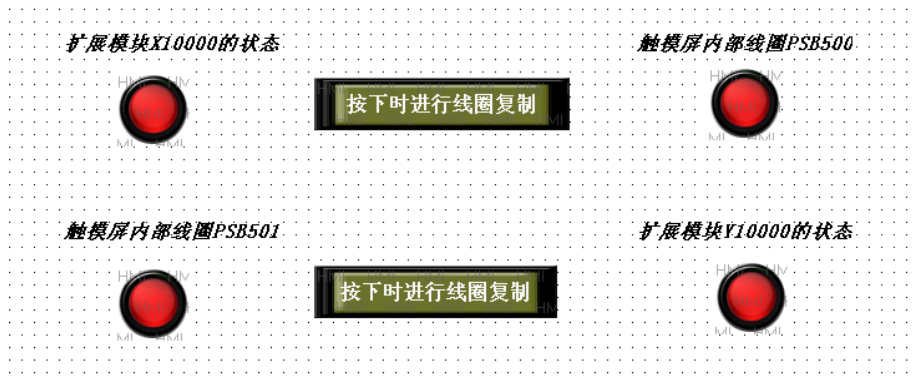 扩展模块X10000的状态
触摸屏内部线圈PSB500
按下时进行线圈复制
触摸屏内部线圈PSB501
扩展模块Y10000的状态
按下时进行线圈复制